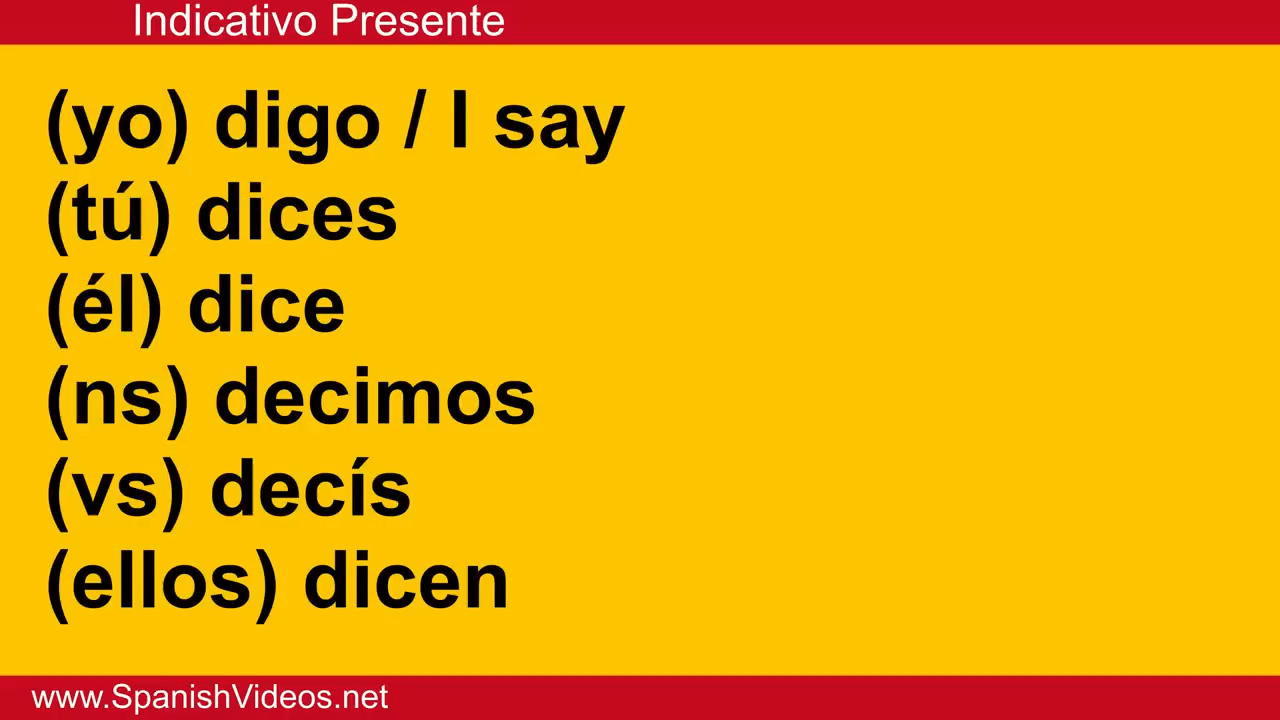 Indicativo Presente
(yo) digo / I say
(tú) dices
(él) dice
(ns) decimos
(vs) decís
(ellos) dicen
www.SpanishVideos.net